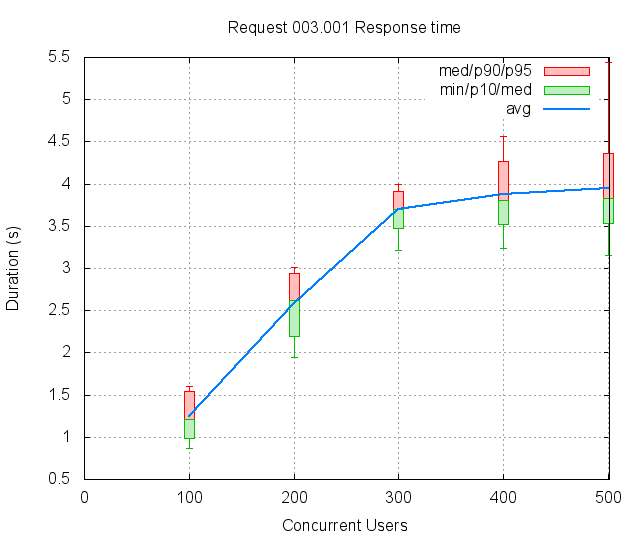 Request 003.001 Response time
5.5
5
4.5
4
3.5
3
2.5
2
1.5
1
0.5
Duration (s)
med/p90/p95
min/p10/med
avg
0 100 200 300 400 500
Concurrent Users